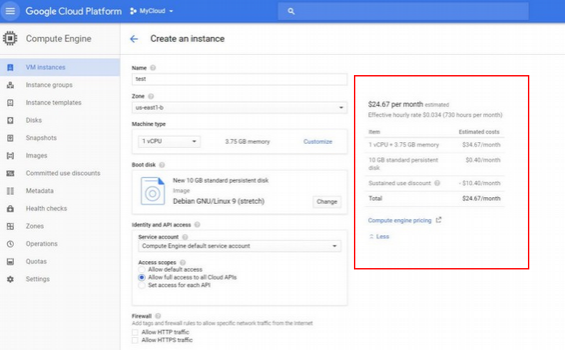 Google Cloud Platform MyCloud
Compute Engine
Create an instance
VM instances
Instance groups
Instance templates
Disks
Snapshots
Images
Committed use discounts
Metadata
Health checks
Zones
Operations
Quotas
Settings
Name
test
Zone
us-east1-b
Machine type
1 vCPU 3.75 GB memory Customize
Boot disk
New 10 GB standard persistent disk
Image
Debian GNU/Linux 9 (stretch) Change
Identity and API access
Service account
Compute Engine default service account
Access scopes
Allow default access
Allow full access to all Cloud APIs
Set access for each API
Firewall
Add tags and firewall rules to allow specific network traffic from the Internet
Allow HTTP traffic
Allow HTTPS traffic
$24.67 per month estimated
Effective hourly rate $0.034 (730 hours per month)
Item Estimated costs
1 vCPU + 3.75 GB memory $34.67/month
10 GB standard persistent $0.40/month
disk
Sustained use discount - $10.40/month
Total $24.67/month
Compute engine pricing
Less